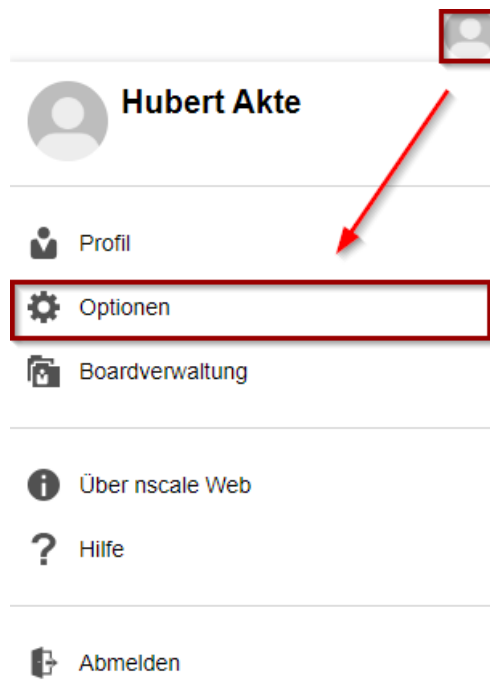 Hubert Akte
Profil
Optionen
Boardverwaltung
Über nscale Web
Hilfe
Abmelden